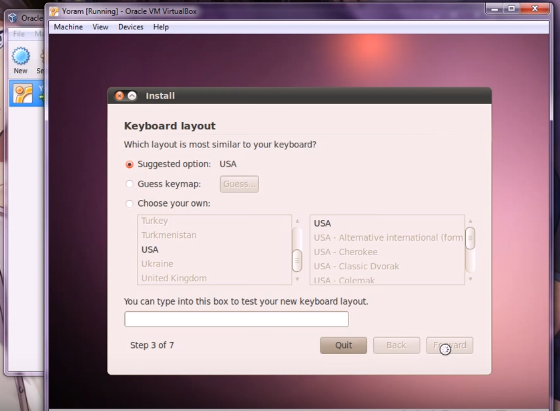 Yoram [Running] - Oracle VM VirtualBox
Oracle
Machine View Devices Help
File
New
Install
Keyboard layout
Which layout is most similar to your keyboard?
Suggested option: USA
Guess keymap: Guess...
Choose your own:
Turkey
Turkmenistan
USA
Ukraine
United Kingdom
USA
USA - Alternative international (form
USA - Cherokee
USA - Classic Dvorak
USA - Colemak
You can type into this box to test your new keyboard layout.
Step 3 of 7
Quit
Back
Forward